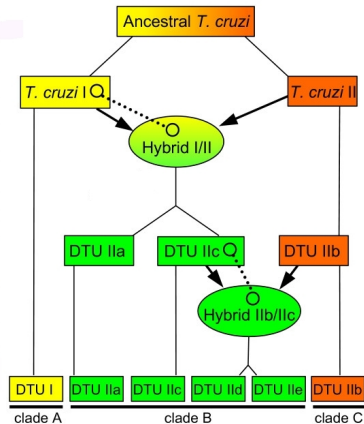 Ancestral T. cruzi
T. cruzi I
T. cruzi II
Hybrid I/II
DTU IIa
DTU IIc
DTU IIb
Hybrid IIb/IIc
DTU I
DTU IIa
DTU IIc
DTU IId
DTU IIe
DTU IIb
clade A
clade B
clade C